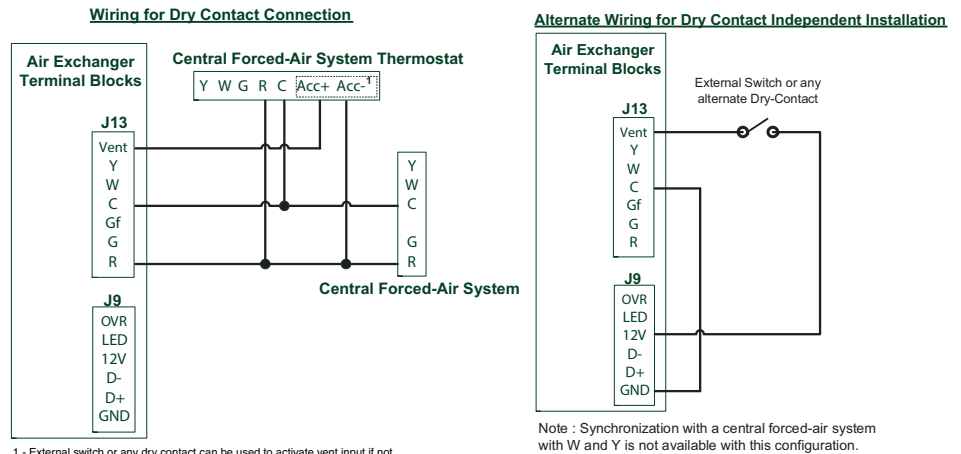 Wiring for Dry Contact Connection
Air Exchanger
Terminal Blocks
Central Forced-Air System Thermostat
Y W G R C Acc+ Acc-1
J13
Vent
Y
W
C
Gf
G
R
J9
OVR
LED
12V
D-
D+
GND
Y
W
C
G
R
Central Forced-Air System
1 - External switch or any dry contact can be used to activate vent input if not
Alternate Wiring for Dry Contact Independent Installation
Air Exchanger
Terminal Blocks
External Switch or any
alternate Dry-Contact
J13
Vent
Y
W
C
Gf
G
R
J9
OVR
LED
12V
D-
D+
GND
Note : Synchronization with a central forced-air system
with W and Y is not available with this configuration.